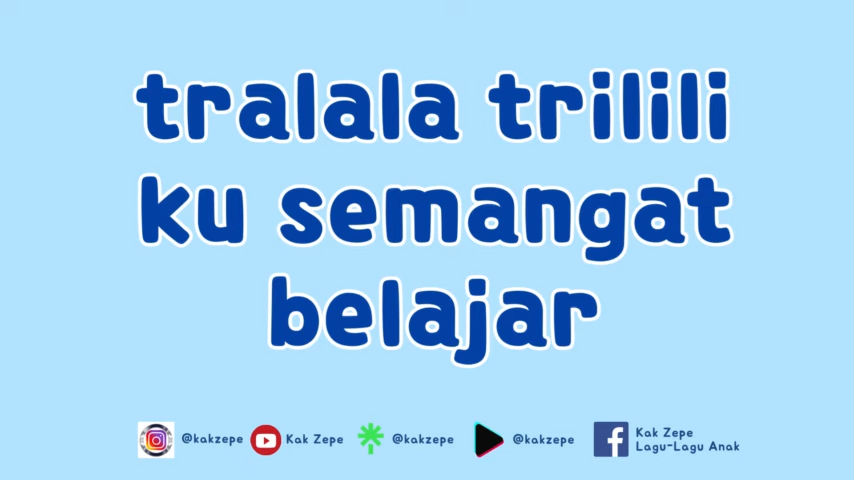 tralala trilili
ku semangat
belajar
@kakzepe Kak Zepe @kakzepe @kakzepe Kak Zepe
Lagu-Lagu Anak